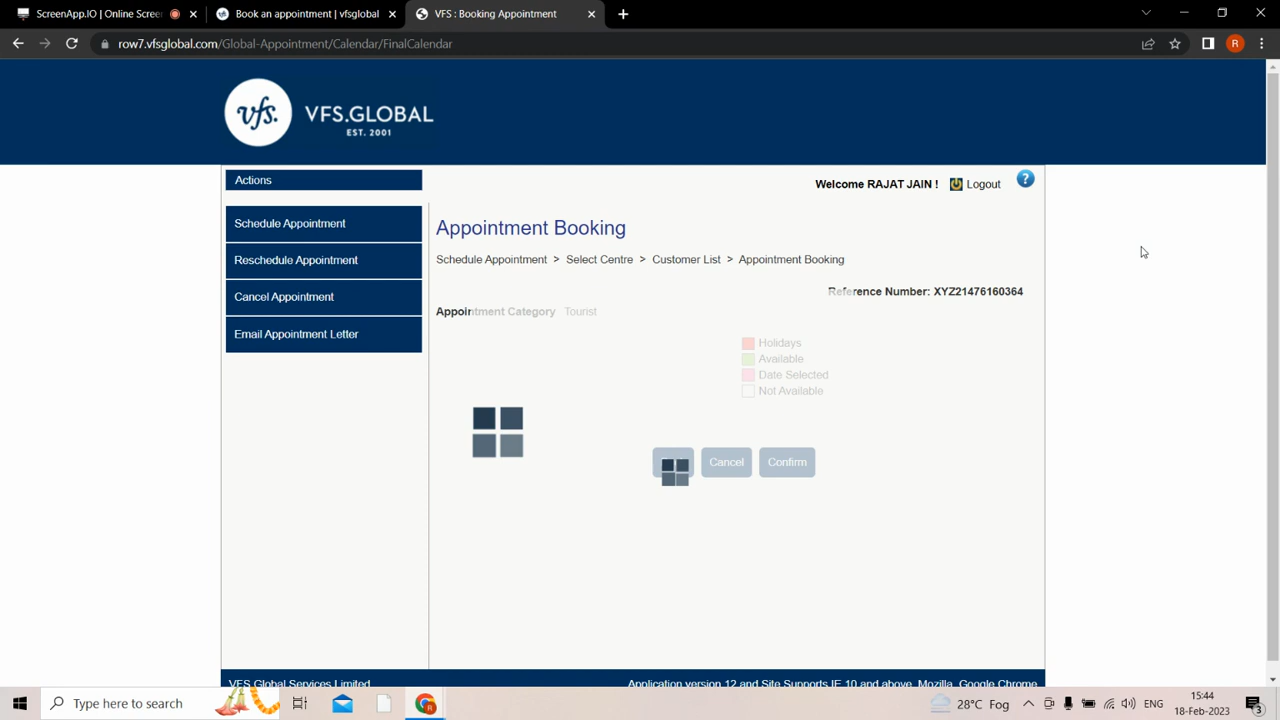 ScreenApp.IO | Online Screen
Book an appointment | vfsglobal
VFS: Booking Appointment
row7.vfsglobal.com/Global-Appointment/Calendar/FinalCalendar
R
vfs.
VFS.GLOBAL
EST. 2001
Actions
Welcome RAJAT JAIN !
Logout
?
Schedule Appointment
Reschedule Appointment
Cancel Appointment
Email Appointment Letter
Appointment Booking
Schedule Appointment > Select Centre > Customer List > Appointment Booking
Reference Number: XYZ21476160364
Appointment Category Tourist
Holidays
Available
Date Selected
Not Available
Cancel
Confirm
VFS Global Services Limited
Application version 12 and Site Supports IE 10 and above, Mozilla, Google Chrome
Type here to search
R
28°C Fog
ENG
15:44
18-Feb-2023
3